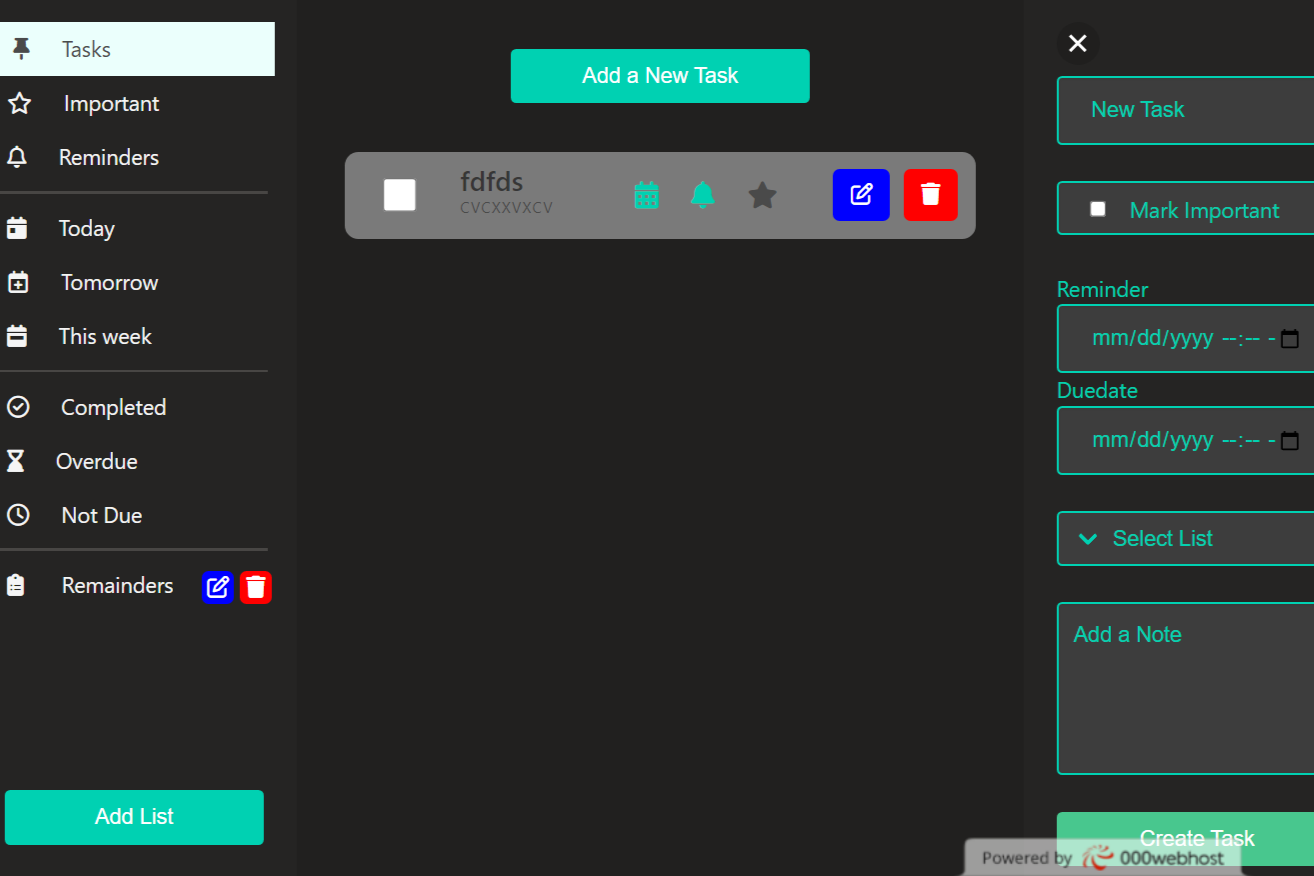 Tasks
Important
Reminders
Today
Tomorrow
This week
Completed
Overdue
Not Due
Remainders
Add List
Add a New Task
fdfds
CVCXXVXCV
New Task
Mark Important
Reminder
mm/dd/yyyy --:-- -
Duedate
mm/dd/yyyy --:-- -
Select List
Add a Note
Create Task
Powered by 000webhost